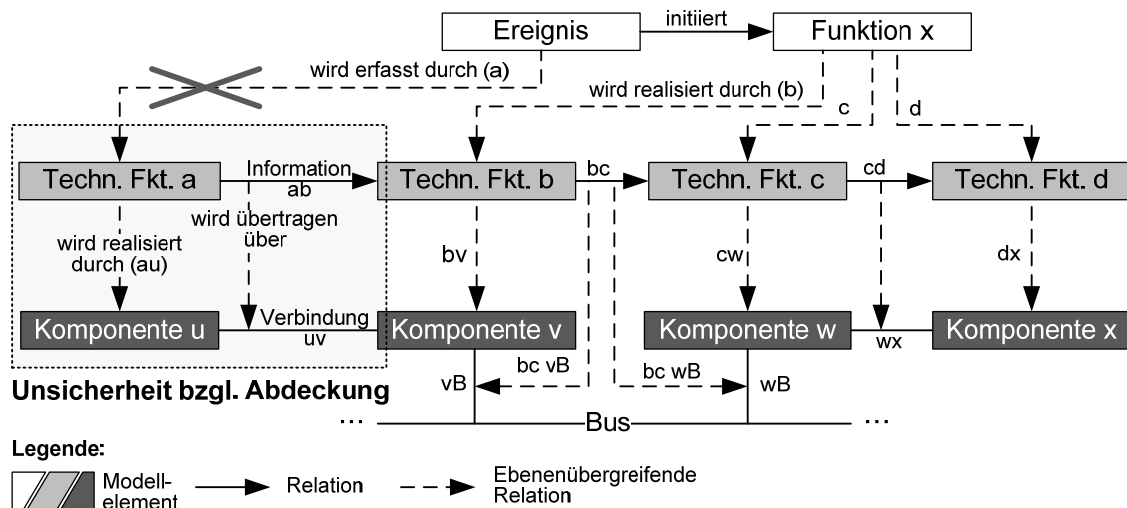 Ereignis
initiiert
Funktion x
wird erfasst durch (a)
wird realisiert durch (b)
c
d
Techn. Fkt. a
Information
ab
Techn. Fkt. b
bc
Techn. Fkt. c
cd
Techn. Fkt. d
wird übertragen
über
wird realisiert
durch (au)
bv
cw
dx
Komponente u
Verbindung
uv
Komponente v
Komponente w
wx
Komponente x
Unsicherheit bzgl. Abdeckung
vB
bc vB
bc wB
wB
...
Bus
...
Legende:
Modell-
element
Relation
Ebenenübergreifende
Relation